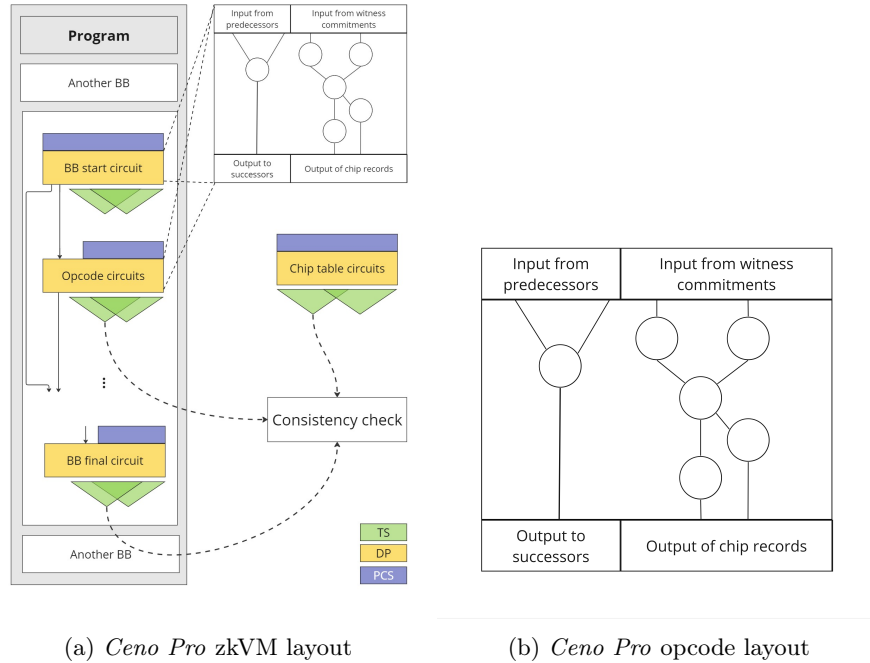 Program
Another BB
BB start circuit
Opcode circuits
⋮
BB final circuit
Another BB
Input from
predecessors
Input from witness
commitments
Output to
successors
Output of chip records
Chip table circuits
Consistency check
TS
DP
PCS
(a) Ceno Pro zkVM layout
Input from
predecessors
Input from witness
commitments
Output to
successors
Output of chip records
(b) Ceno Pro opcode layout